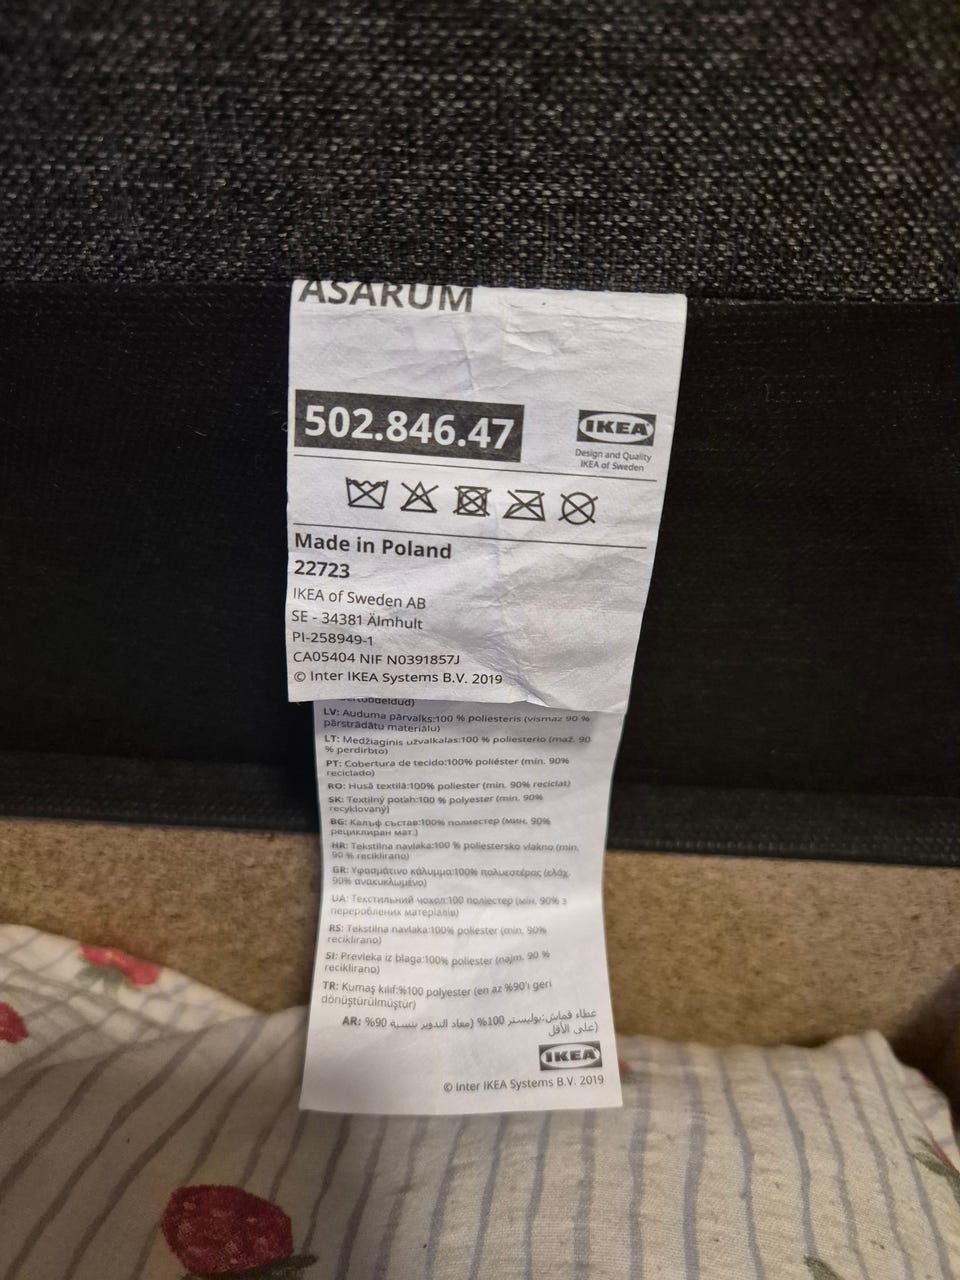 ASARUM
502.846.47
IKEA
Design and Quality
IKEA of Sweden
Made in Poland
22723
IKEA of Sweden AB
SE - 34381 Älmhult
PI-258949-1
CA05404 NIF N0391857J
© Inter IKEA Systems B.V. 2019
LV: Auduma pārvalks:100 % poliesteris (vismaz 90 %
pārstrādātu materiālu)
LT: Medžiaginis užvalkalas:100 % poliesterio (maž. 90
% perdirbto)
PT: Cobertura de tecido:100% poliéster (mín. 90%
reciclado)
RO: Husă textilă:100% poliester (min. 90% reciclat)
SK: Textilný poťah:100 % polyester (min. 90%
recyklovaný)
BG: Калъф състав:100% полиестер (мин. 90%
рециклиран мат.)
HR: Tekstilna navlaka:100 % poliestersko vlakno (min.
90 % reciklirano)
GR: Υφασμάτινο κάλυμμα:100% πολυεστέρας (ελάχ.
90% ανακυκλωμένο)
UA: Текстильний чохол:100 поліестер (мін. 90% з
перероблених матеріалів)
RS: Tekstilna navlaka:100% poliester (min. 90%
reciklirano)
SI: Prevleka iz blaga:100% poliester (najm. 90 %
reciklirano)
TR: Kumaş kılıf:%100 polyester (en az %90'ı geri
dönüştürülmüştür)
AR: عطاء قماش:بوليستر 100% (معاد التدوير بنسبة 90%
على الأقل)
IKEA
© Inter IKEA Systems B.V. 2019